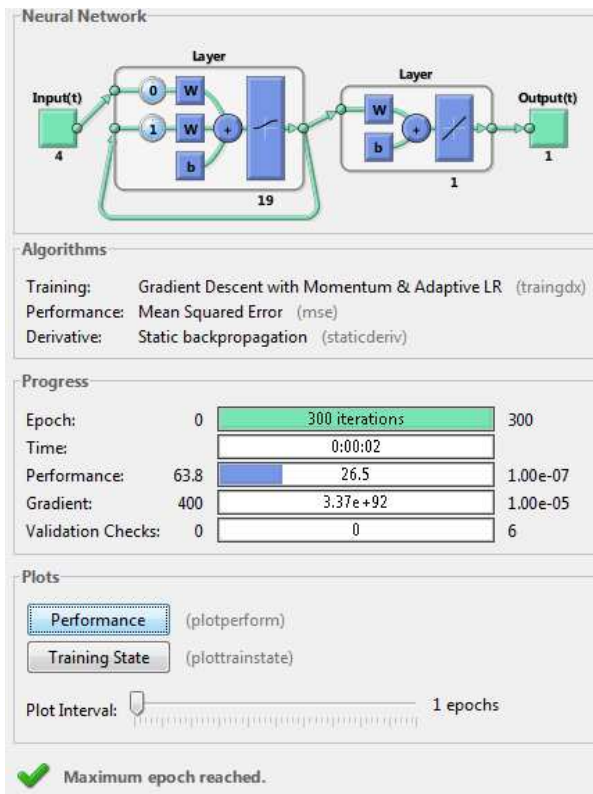 Neural Network
Layer
Layer
Input(t)
Output(t)
0
W
1
W
+
b
W
+
b
4
19
1
1
Algorithms
Training: Gradient Descent with Momentum & Adaptive LR (traingdx)
Performance: Mean Squared Error (mse)
Derivative: Static backpropagation (staticderiv)
Progress
Epoch: 0 300 iterations 300
Time: 0:00:02
Performance: 63.8 26.5 1.00e-07
Gradient: 400 3.37e+92 1.00e-05
Validation Checks: 0 0 6
Plots
Performance (plotperform)
Training State (plottrainstate)
Plot Interval: 1 epochs
Maximum epoch reached.